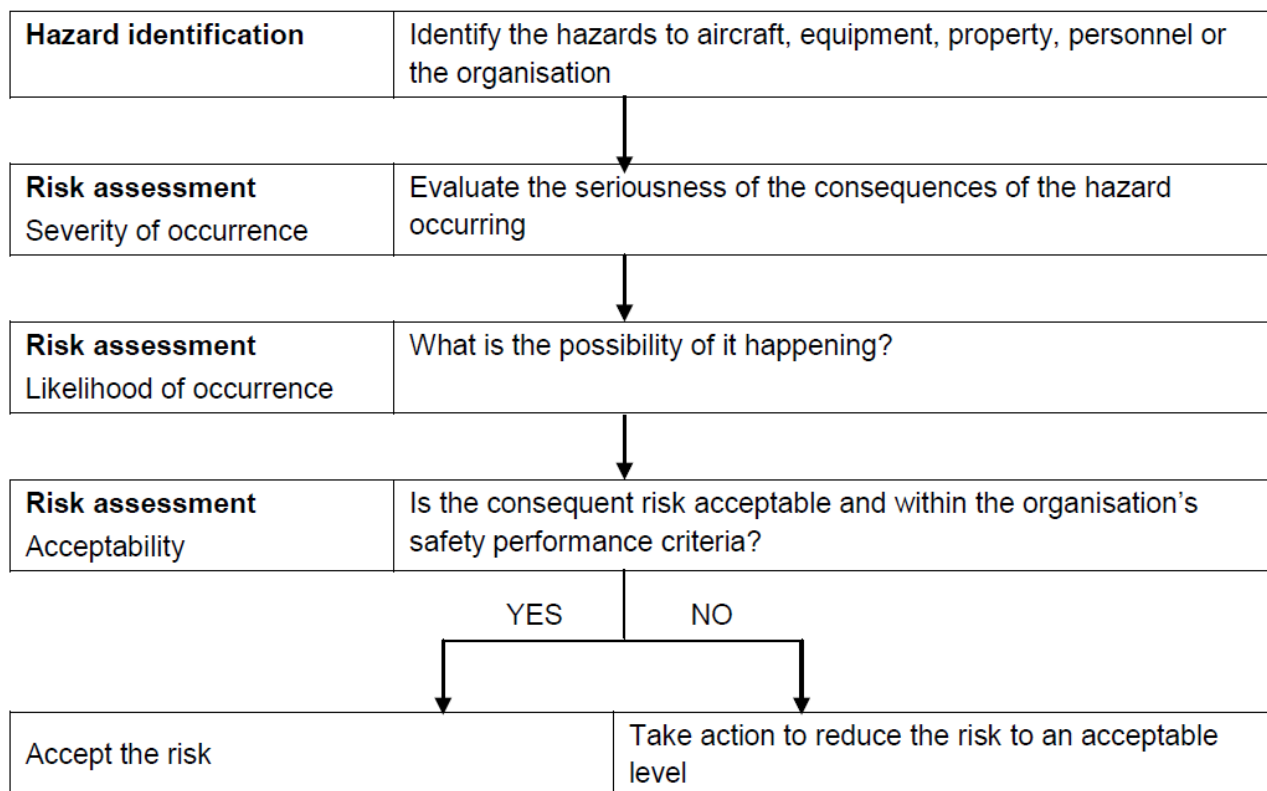 Hazard identification
Identify the hazards to aircraft, equipment, property, personnel or
the organisation
Risk assessment
Severity of occurrence
Evaluate the seriousness of the consequences of the hazard
occurring
Risk assessment
Likelihood of occurrence
What is the possibility of it happening?
Risk assessment
Acceptability
Is the consequent risk acceptable and within the organisation's
safety performance criteria?
YES
NO
Accept the risk
Take action to reduce the risk to an acceptable
level